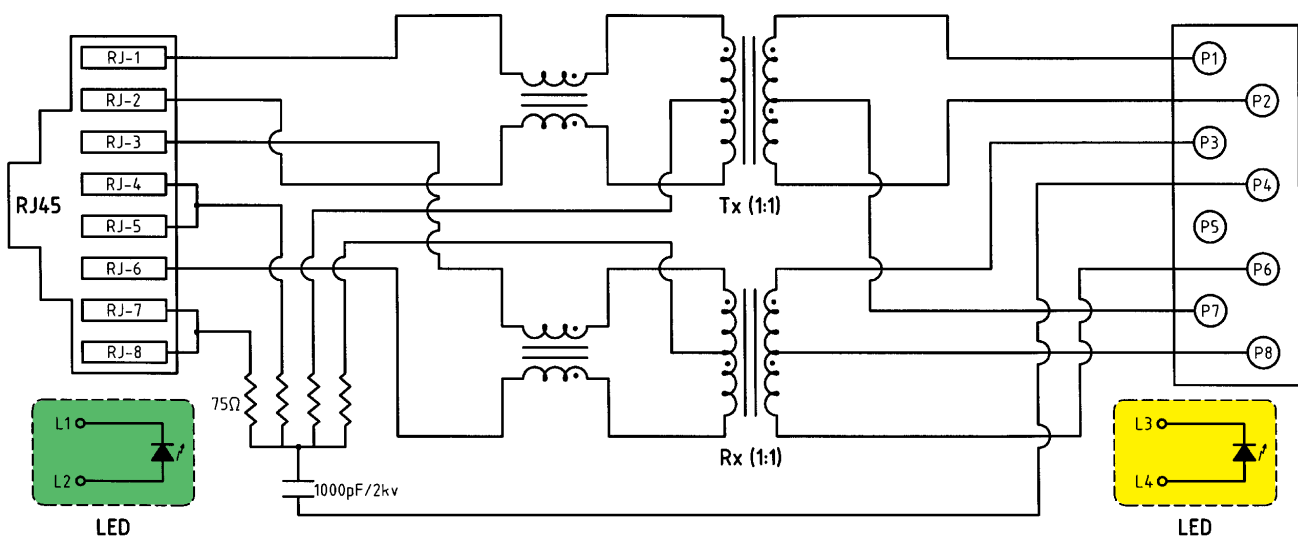 RJ45
RJ-1
RJ-2
RJ-3
RJ-4
RJ-5
RJ-6
RJ-7
RJ-8
75Ω
1000pF/2kv
Tx (1:1)
Rx (1:1)
P1
P2
P3
P4
P5
P6
P7
P8
L1
L2
LED
L3
L4
LED